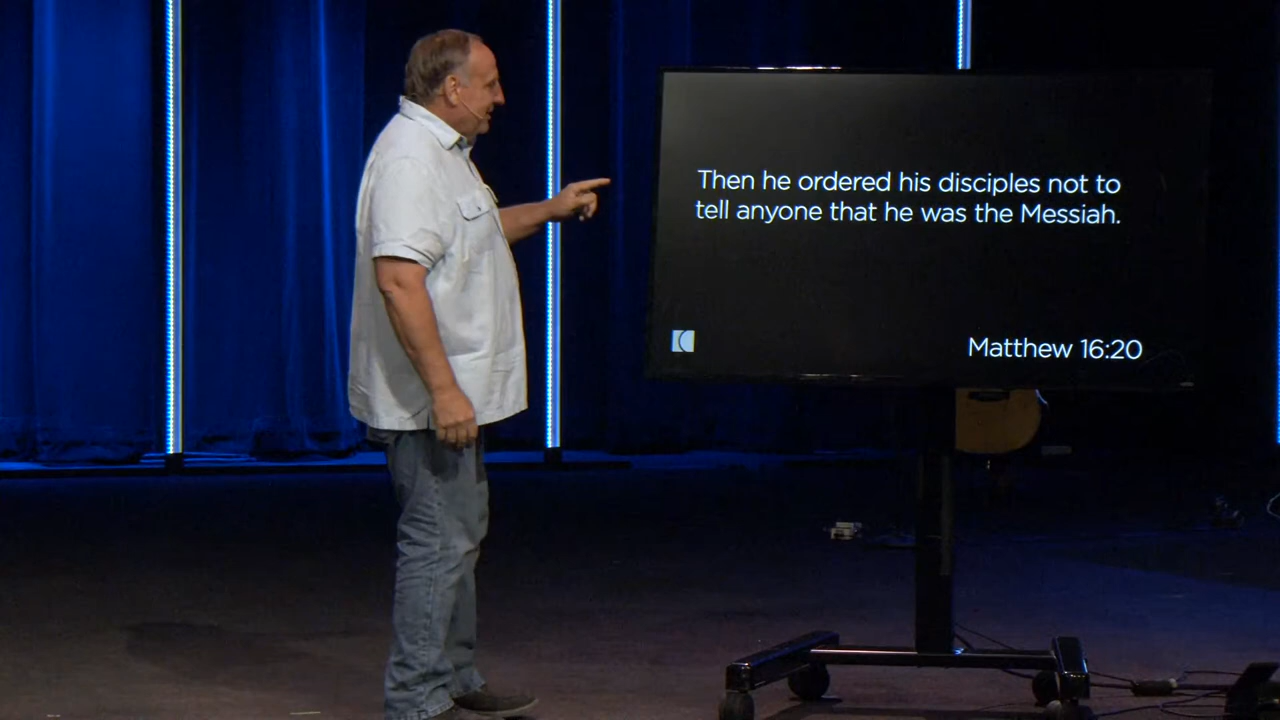 Then he ordered his disciples not to
tell anyone that he was the Messiah.
Matthew 16:20